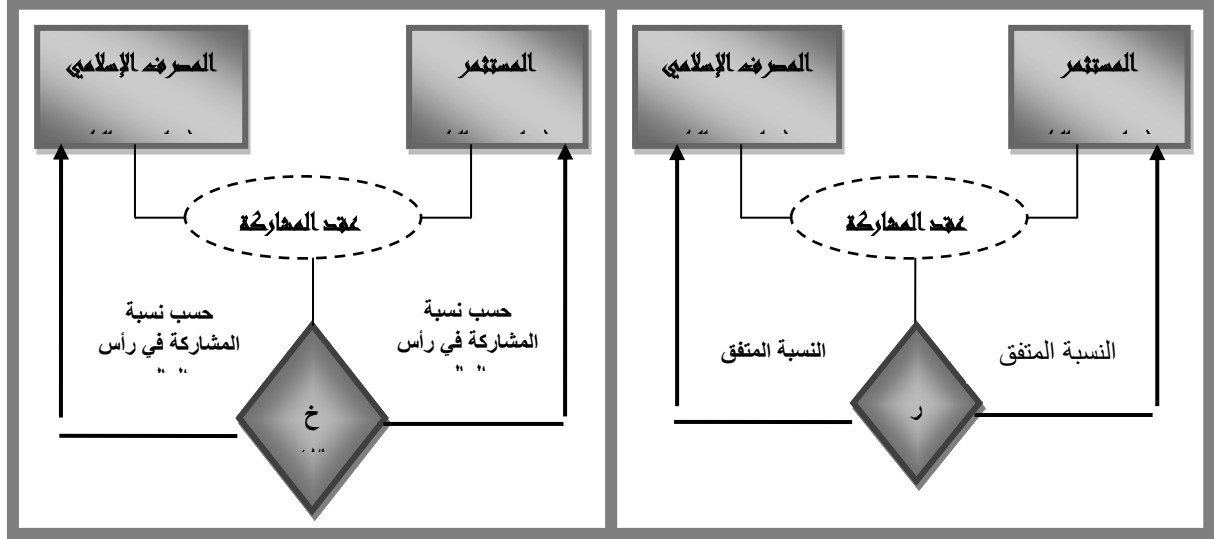 المستثمر
المصرف الإسلامي
عقد المشاركة
النسبة المتفق
النسبة المتفق
ر
المستثمر
المصرف الإسلامي
عقد المشاركة
حسب نسبة
المشاركة في رأس
حسب نسبة
المشاركة في رأس
خ